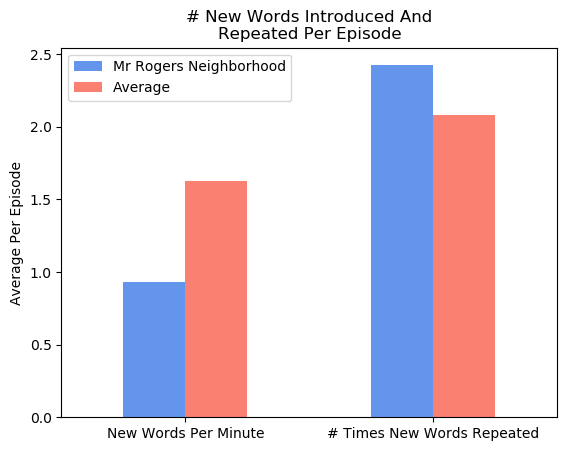 # New Words Introduced And
Repeated Per Episode
Mr Rogers Neighborhood
Average
Average Per Episode
2.5
2.0
1.5
1.0
0.5
0.0
New Words Per Minute
# Times New Words Repeated